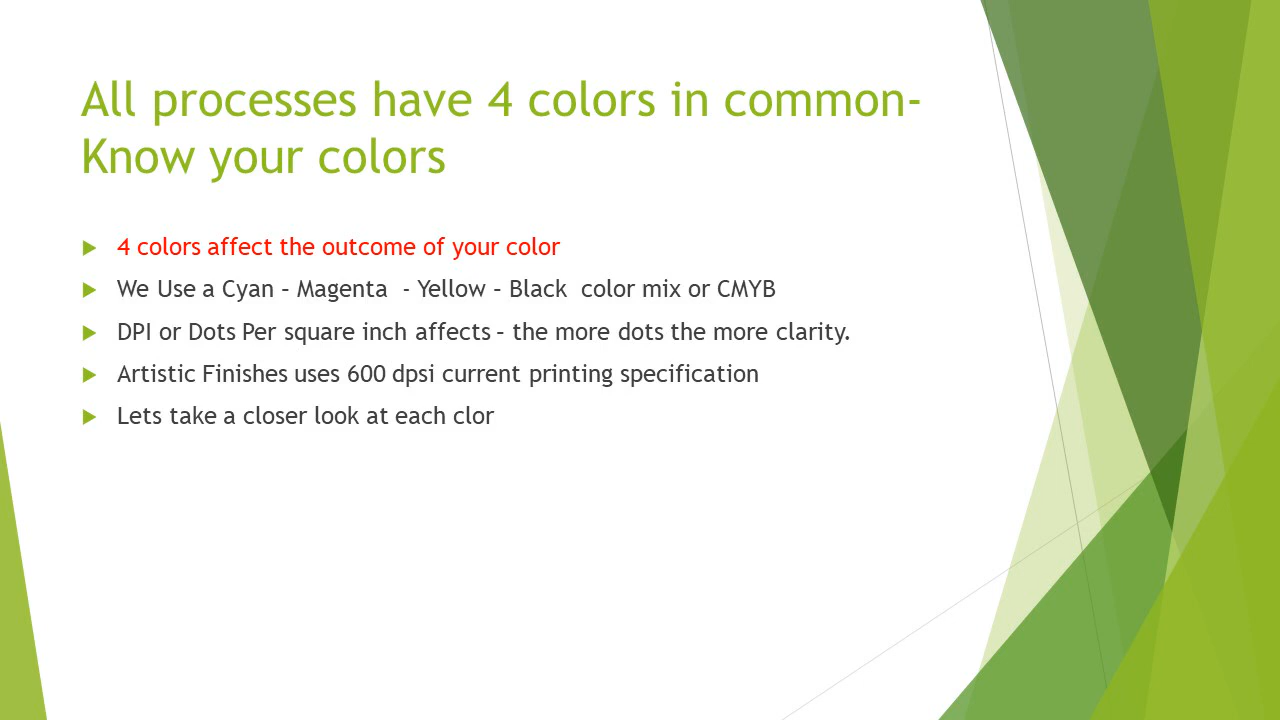 All processes have 4 colors in common-
Know your colors
4 colors affect the outcome of your color
We Use a Cyan – Magenta  - Yellow – Black  color mix or CMYB
DPI or Dots Per square inch affects – the more dots the more clarity.
Artistic Finishes uses 600 dpsi current printing specification
Lets take a closer look at each clor